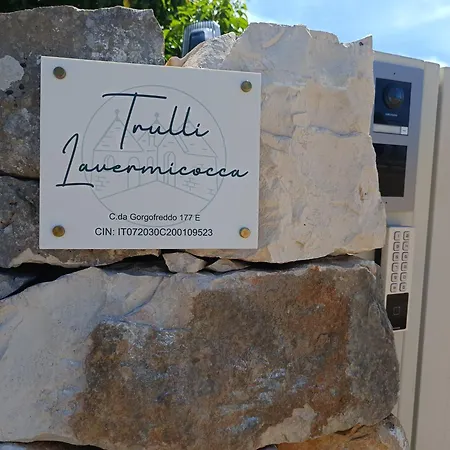 Trulli
Lavermicocca
C.da Gorgofreddo 177 E
CIN: IT072030C200109523